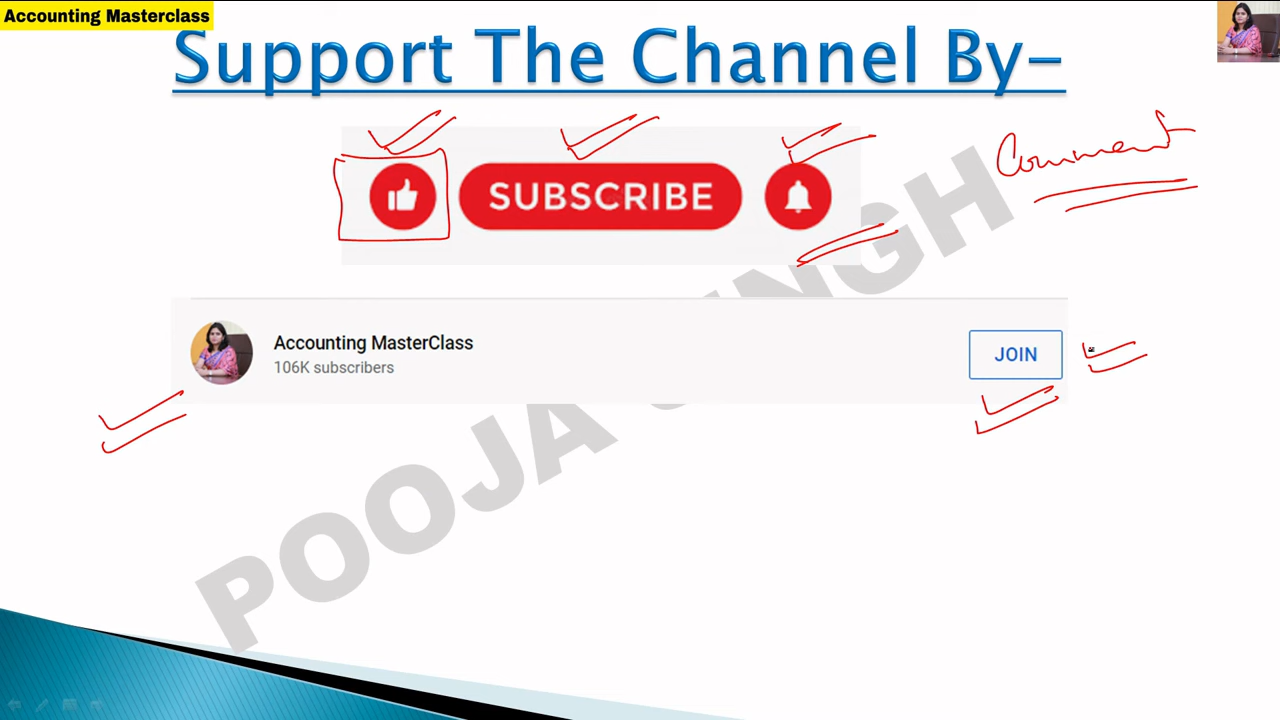 Accounting Masterclass
Support The Channel By-
Comment
SUBSCRIBE
Accounting MasterClass
106K subscribers
JOIN
POOJA SINGH